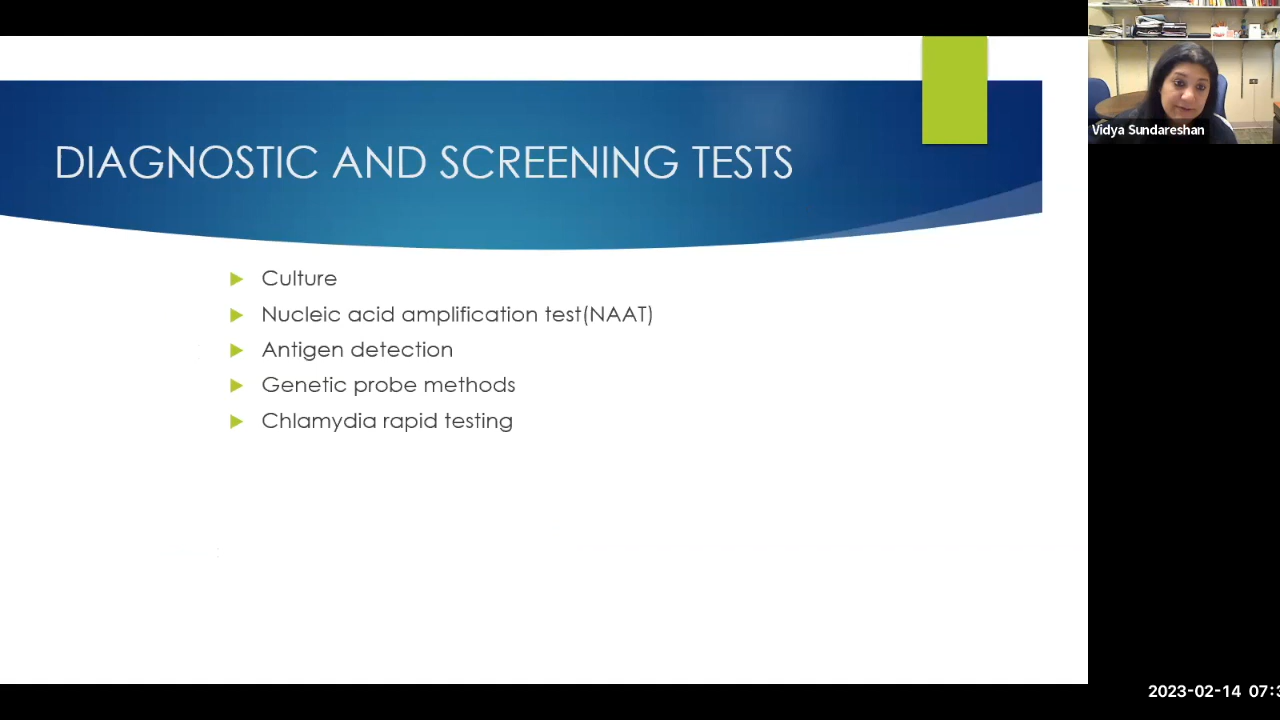 DIAGNOSTIC AND SCREENING TESTS
Culture
Nucleic acid amplification test(NAAT)
Antigen detection
Genetic probe methods
Chlamydia rapid testing
Vidya Sundareshan
2023-02-14 07:3